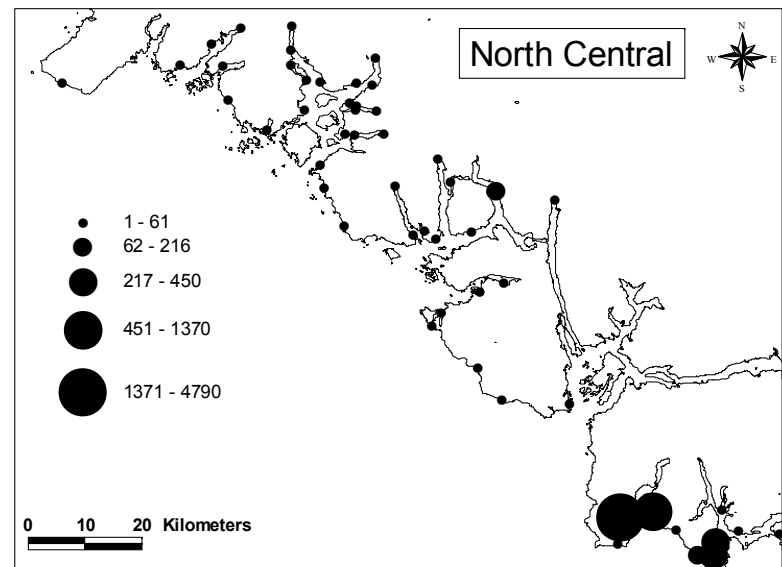 North Central
N
W E
S
1 - 61
62 - 216
217 - 450
451 - 1370
1371 - 4790
0 10 20 Kilometers